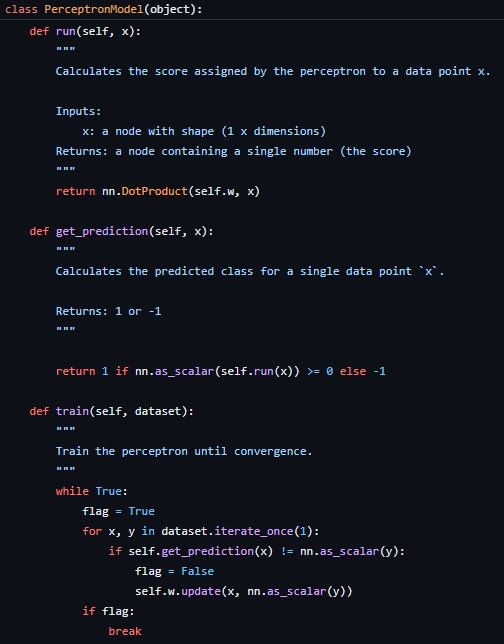 class PerceptronModel(object):
    def run(self, x):
        """
        Calculates the score assigned by the perceptron to a data point x.

        Inputs:
            x: a node with shape (1 x dimensions)
        Returns: a node containing a single number (the score)
        """
        return nn.DotProduct(self.w, x)

    def get_prediction(self, x):
        """
        Calculates the predicted class for a single data point `x`.

        Returns: 1 or -1
        """

        return 1 if nn.as_scalar(self.run(x)) >= 0 else -1

    def train(self, dataset):
        """
        Train the perceptron until convergence.
        """
        while True:
            flag = True
            for x, y in dataset.iterate_once(1):
                if self.get_prediction(x) != nn.as_scalar(y):
                    flag = False
                    self.w.update(x, nn.as_scalar(y))
            if flag:
                break